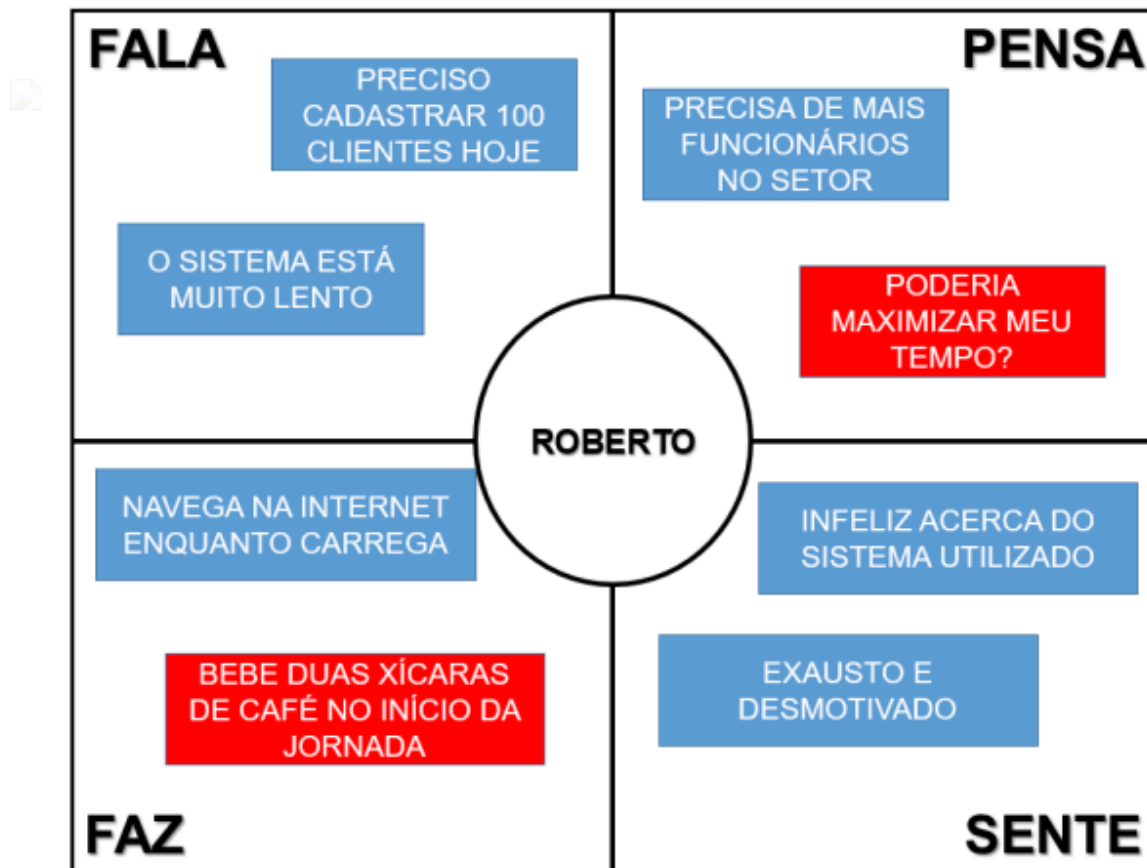 FALA
PRECISO
CADASTRAR 100
CLIENTES HOJE
O SISTEMA ESTÁ
MUITO LENTO
PENSA
PRECISA DE MAIS
FUNCIONÁRIOS
NO SETOR
PODERIA
MAXIMIZAR MEU
TEMPO?
ROBERTO
NAVEGA NA INTERNET
ENQUANTO CARREGA
BEBE DUAS XÍCARAS
DE CAFÉ NO INÍCIO DA
JORNADA
FAZ
INFELIZ ACERCA DO
SISTEMA UTILIZADO
EXAUSTO E
DESMOTIVADO
SENTE